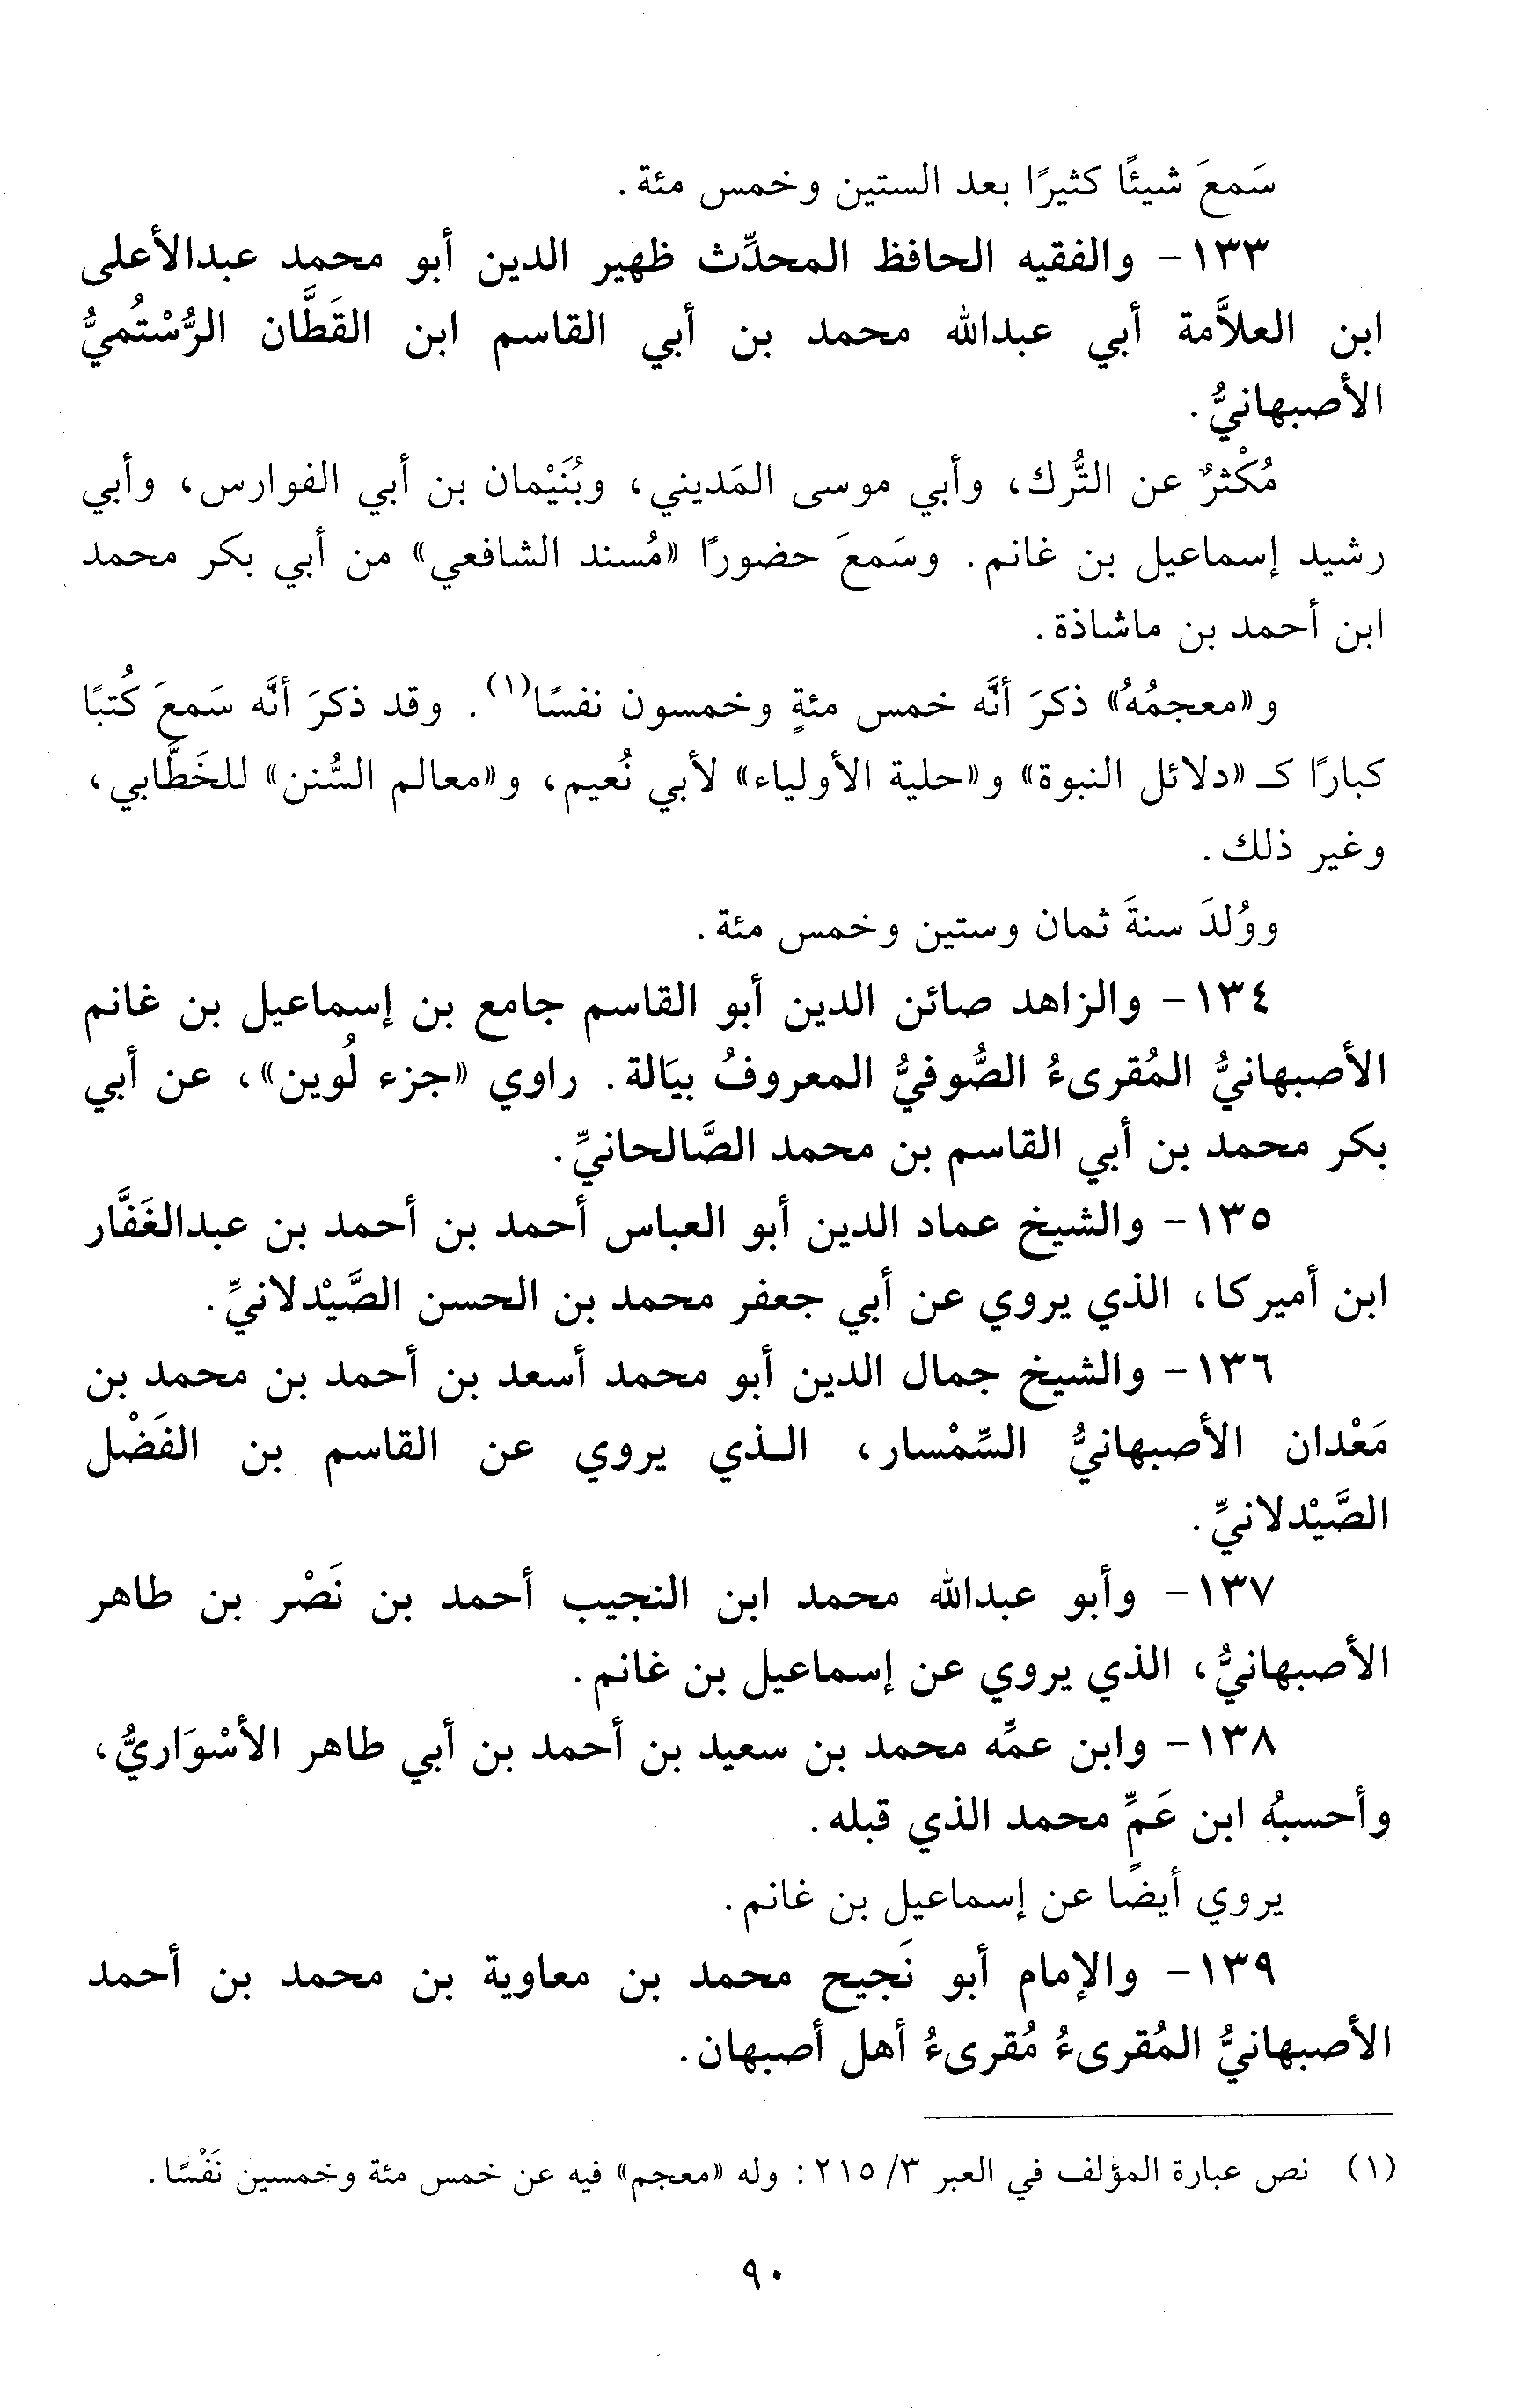 سَمعَ شيئًا كثيرًا بعد الستين وخمس مئة.
١٣٣- والفقيه الحافظ المحدِّث ظهير الدين أبو محمد عبدالأعلى
ابن العلاَّمة أبي عبدالله محمد بن أبي القاسم ابن القَطَّان الرُّسْتُميُّ
الأصبهانيُّ.
مُكْثرٌ عن التُّرك، وأبي موسى المَديني، وبُنَيْمان بن أبي الفوارس، وأبي
رشيد إسماعيل بن غانم. وسَمعَ حضورًا «مُسند الشافعي» من أبي بكر محمد
ابن أحمد بن ماشاذة.
و«معجمُهُ» ذكرَ أنَّه خمس مئةٍ وخمسون نفسًا(١). وقد ذكرَ أنَّه سَمعَ كُتبًا
كبارًا كـ «دلائل النبوة» و«حلية الأولياء» لأبي نُعيم، و«معالم السُّنن» للخَطَّابي،
وغير ذلك.
ووُلدَ سنةَ ثمان وستين وخمس مئة.
١٣٤- والزاهد صائن الدين أبو القاسم جامع بن إسماعيل بن غانم
الأصبهانيُّ المُقرىءُ الصُّوفيُّ المعروفُ بيَالة. راوي «جزء لُوين»، عن أبي
بكر محمد بن أبي القاسم بن محمد الصَّالحانيِّ.
١٣٥- والشيخ عماد الدين أبو العباس أحمد بن أحمد بن عبدالغَفَّار
ابن أميركا، الذي يروي عن أبي جعفر محمد بن الحسن الصَّيْدلانيِّ.
١٣٦- والشيخ جمال الدين أبو محمد أسعد بن أحمد بن محمد بن
مَعْدان الأصبهانيُّ السِّمْسار، الـذي يروي عن القاسم بن الفَضْل
الصَّيْدلانيِّ.
١٣٧- وأبو عبدالله محمد ابن النجيب أحمد بن نَصْر بن طاهر
الأصبهانيُّ، الذي يروي عن إسماعيل بن غانم.
١٣٨- وابن عمِّه محمد بن سعيد بن أحمد بن أبي طاهر الأسْوَاريُّ،
وأحسبُه ابن عَمِّ محمد الذي قبله.
يروي أيضًا عن إسماعيل بن غانم.
١٣٩- والإمام أبو نَجيح محمد بن معاوية بن محمد بن أحمد
الأصبهانيُّ المُقرىءُ مُقرىءُ أهل أصبهان.
(١) نص عبارة المؤلف في العبر ٣/ ٢١٥: وله «معجم» فيه عن خمس مئة وخمسين نَفْسًا.
٩٠